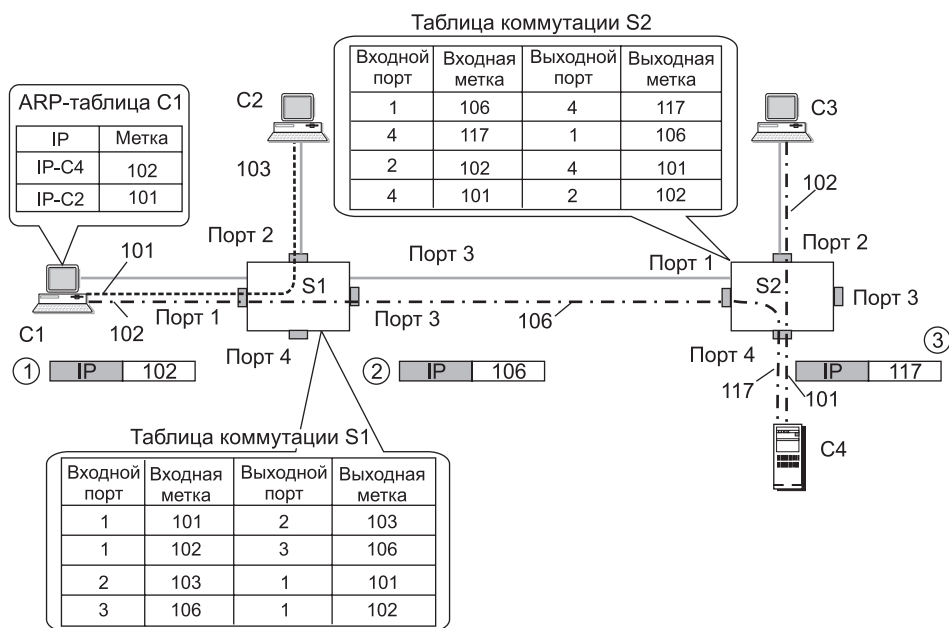 Таблица коммутации S2
Входной порт Входная метка Выходной порт Выходная метка
1 106 4 117
4 117 1 106
2 102 4 101
4 101 2 102
ARP-таблица C1
IP Метка
IP-C4 102
IP-C2 101
C2
103
C3
102
Порт 2
Порт 3
Порт 1
Порт 2
101
S1
S2
C1
102
Порт 1
Порт 3
106
Порт 3
Порт 4
Порт 4
1 IP 102
2 IP 106
3
IP 117
117
101
C4
Таблица коммутации S1
Входной порт Входная метка Выходной порт Выходная метка
1 101 2 103
1 102 3 106
2 103 1 101
3 106 1 102